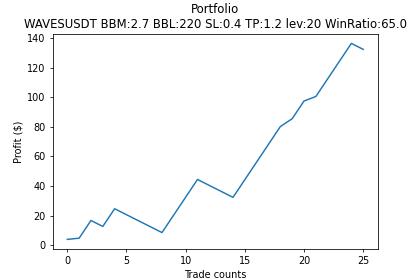 Portfolio
WAVESUSDT BBM:2.7 BBL:220 SL:0.4 TP:1.2 lev:20 WinRatio:65.0
140
120
100
80
60
40
20
0
Profit ($)
0 5 10 15 20 25
Trade counts